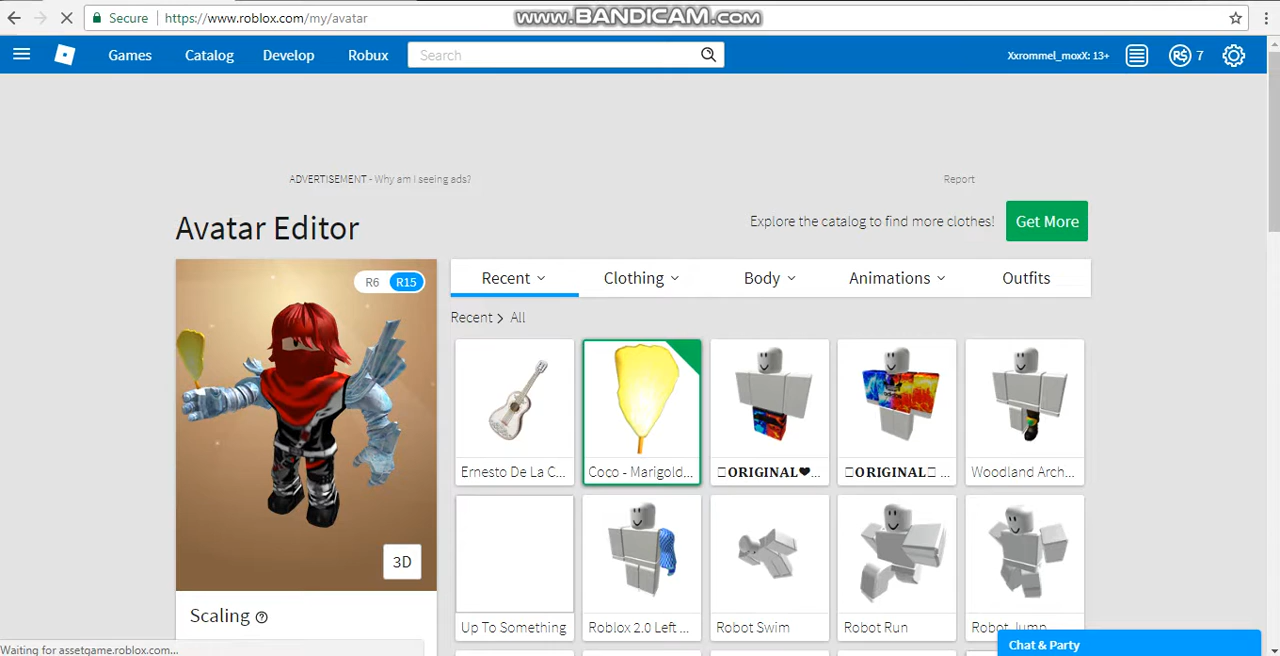 Secure https://www.roblox.com/my/avatar
www.BANDICAM.com
Games Catalog Develop Robux Search Xxrommel_moxX: 13+ R$ 7
ADVERTISEMENT - Why am I seeing ads? Report
Avatar Editor
Explore the catalog to find more clothes! Get More
R6 R15
Recent Clothing Body Animations Outfits
Recent > All
Ernesto De La C... Coco - Marigold... ORIGINAL❤... ORIGINAL ... Woodland Arch...
3D
Scaling
Up To Something Roblox 2.0 Left ... Robot Swim Robot Run Robot Jump
Chat & Party
Waiting for assetgame.roblox.com...